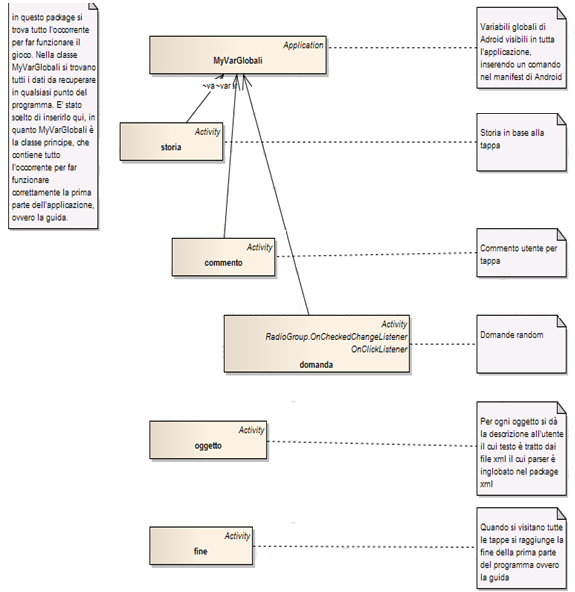 in questo package si
trova tutto l'occorrente
per far funzionare il
gioco. Nella classe
MyVarGlobali si trovano
tutti i dati da recuperare
in qualsiasi punto del
programma. E' stato
scelto di inserirlo qui, in
quanto MyVarGlobali è
la classe principe, che
contiene tutto
l'occorrente per far
funzionare
correttamente la prima
parte dell'applicazione,
ovvero la guida.
Application
MyVarGlobali
Variabili globali di
Adroid visibili in tutta
l'applicazione,
inserendo un comando
nel manifest di Android
~va ~var
Activity
storia
Storia in base alla
tappa
Activity
commento
Commento utente per
tappa
Activity
RadioGroup.OnCheckedChangeListener
OnClickListener
domanda
Domande random
Activity
oggetto
Per ogni oggetto si dà
la descrizione all'utente
il cui testo è tratto dai
file xml il cui parser è
inglobato nel package
xml
Activity
fine
Quando si visitano tutte
le tappe si raggiunge la
fine della prima parte
del programma ovvero
la guida